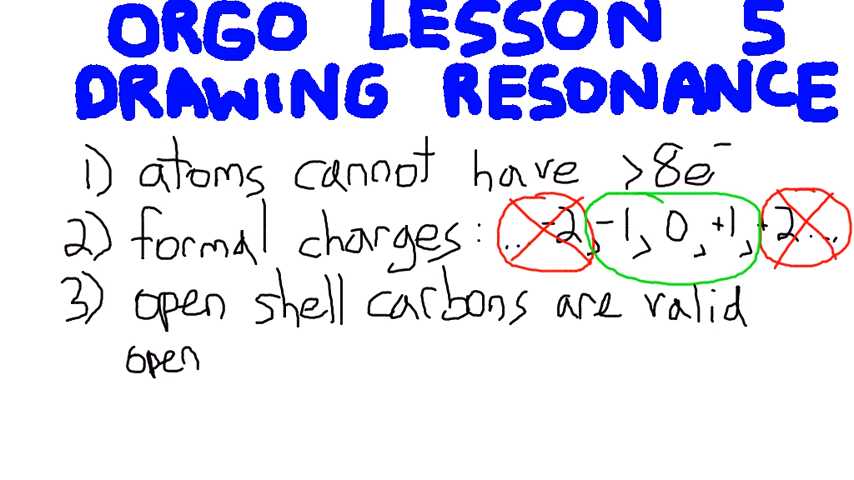 ORGO LESSON 5
DRAWING RESONANCE
1) atoms cannot have >8e⁻
2) formal charges: ... -2, -1, 0, +1, +2...,
3) open shell carbons are valid
open